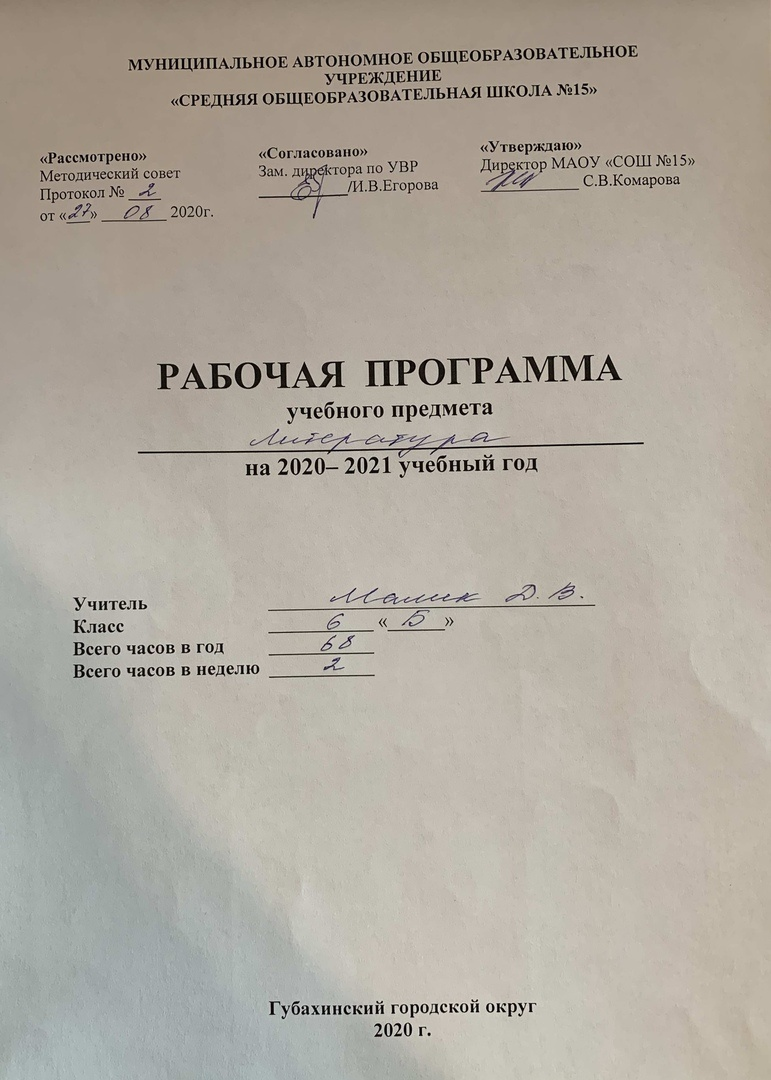 МУНИЦИПАЛЬНОЕ АВТОНОМНОЕ ОБЩЕОБРАЗОВАТЕЛЬНОЕ
УЧРЕЖДЕНИЕ
«СРЕДНЯЯ ОБЩЕОБРАЗОВАТЕЛЬНАЯ ШКОЛА №15»
«Рассмотрено»
Методический совет
Протокол № 2
от «27» 08 2020г.
«Согласовано»
Зам. директора по УВР
/И.В.Егорова
«Утверждаю»
Директор МАОУ «СОШ №15»
С.В.Комарова
РАБОЧАЯ ПРОГРАММА
учебного предмета
Литература
на 2020– 2021 учебный год
Учитель Малик Д. В.
Класс 6 « Б »
Всего часов в год 68
Всего часов в неделю 2
Губахинский городской округ
2020 г.